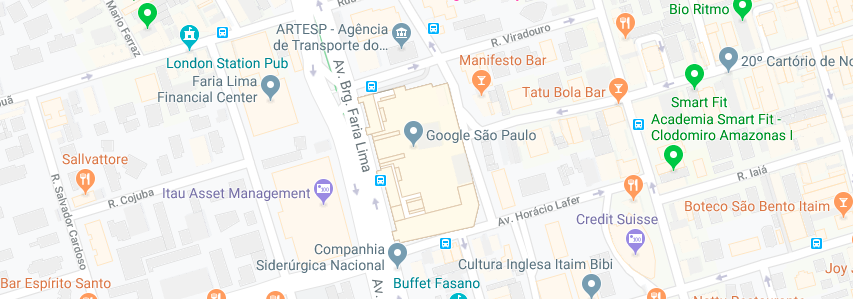 Bio Ritmo
Mario Ferraz
ARTESP - Agência
de Transporte do...
R. Viradouro
London Station Pub
Manifesto Bar
20º Cartório de No
Faria Lima
Financial Center
Tatu Bola Bar
Smart Fit
Academia Smart Fit -
Clodomiro Amazonas I
Av. Brg. Faria Lima
Google São Paulo
Sallvattore
R. Iaiá
R. Cojuba
Itau Asset Management
Boteco São Bento Itaim
R. Salvador Cardoso
Av. Horácio Lafer
Credit Suisse
Companhia
Siderúrgica Nacional
Cultura Inglesa Itaim Bibi
Joy J
Bar Espírito Santo
Av.
Buffet Fasano